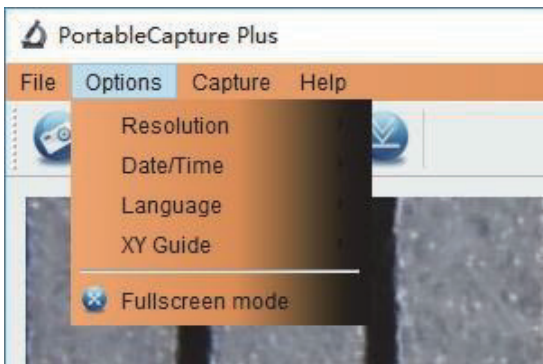 PortableCapture Plus
File Options Capture Help
Resolution
Date/Time
Language
XY Guide
Fullscreen mode